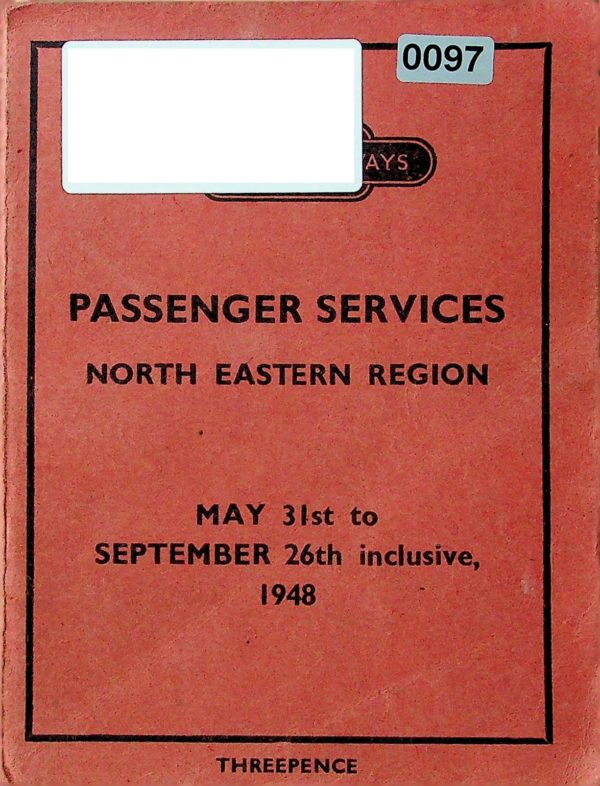 0097
AYS
PASSENGER SERVICES
NORTH EASTERN REGION
MAY 31st to
SEPTEMBER 26th inclusive,
1948
THREEPENCE